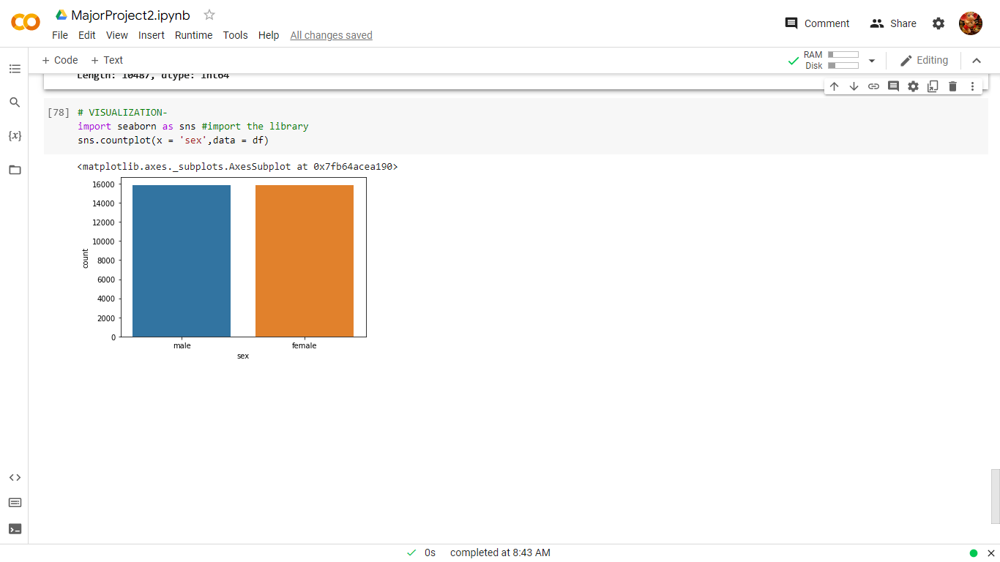 MajorProject2.ipynb
File Edit View Insert Runtime Tools Help All changes saved
Comment Share
+ Code + Text
RAM
Disk
Editing
Length: 10487, dtype: int64
[78] # VISUALIZATION-
import seaborn as sns #import the library
sns.countplot(x = 'sex',data = df)
<matplotlib.axes._subplots.AxesSubplot at 0x7fb64acea190>
16000
14000
12000
10000
8000
6000
4000
2000
0
count
male female
sex
{x}
0s completed at 8:43 AM